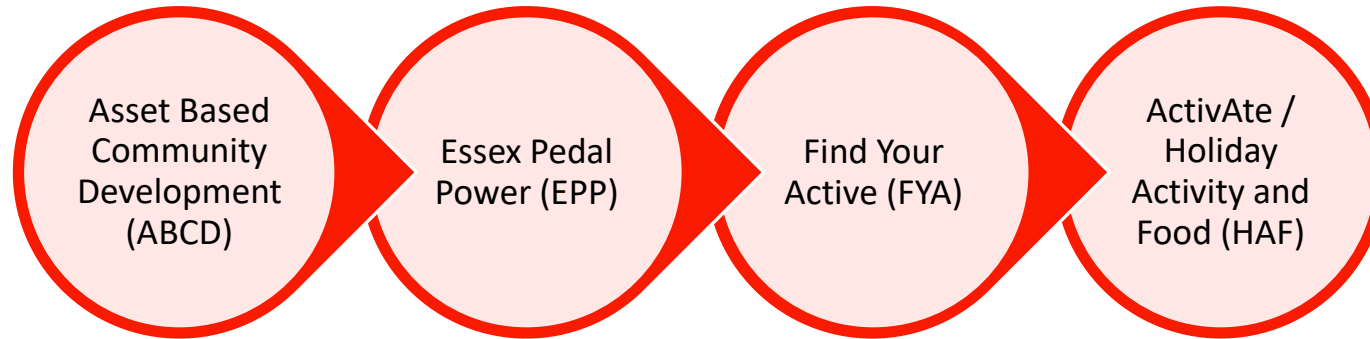 Asset Based
Community
Development
(ABCD)
Essex Pedal
Power (EPP)
Find Your
Active (FYA)
ActivAte /
Holiday
Activity and
Food (HAF)